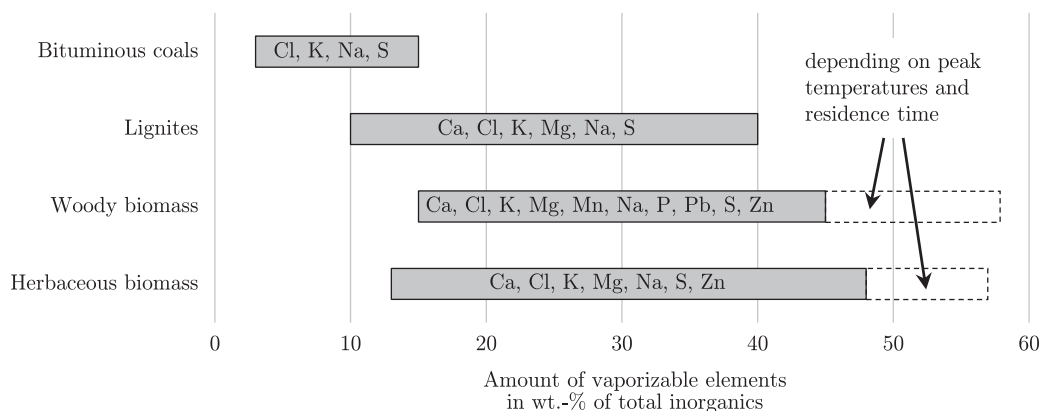 Bituminous coals
Cl, K, Na, S
depending on peak
temperatures and
residence time
Lignites
Ca, Cl, K, Mg, Na, S
Woody biomass
Ca, Cl, K, Mg, Mn, Na, P, Pb, S, Zn
Herbaceous biomass
Ca, Cl, K, Mg, Na, S, Zn
0 10 20 30 40 50 60
Amount of vaporizable elements
in wt.-% of total inorganics